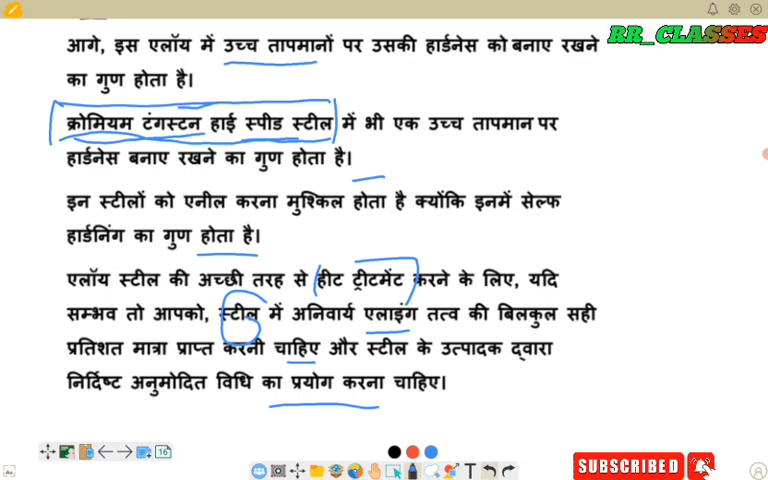 RR_CLASSES
आगे, इस एलॉय में उच्च तापमानों पर उसकी हार्डनेस को बनाए रखने
का गुण होता है।
क्रोमियम टंगस्टन हाई स्पीड स्टील में भी एक उच्च तापमान पर
हार्डनेस बनाए रखने का गुण होता है।
इन स्टीलों को एनील करना मुश्किल होता है क्योंकि इनमें सेल्फ
हार्डनिंग का गुण होता है।
एलॉय स्टील की अच्छी तरह से हीट ट्रीटमेंट करने के लिए, यदि
सम्भव तो आपको, स्टील में अनिवार्य एलाइंग तत्व की बिलकुल सही
प्रतिशत मात्रा प्राप्त करनी चाहिए और स्टील के उत्पादक द्वारा
निर्दिष्ट अनुमोदित विधि का प्रयोग करना चाहिए।
16
T
SUBSCRIBED